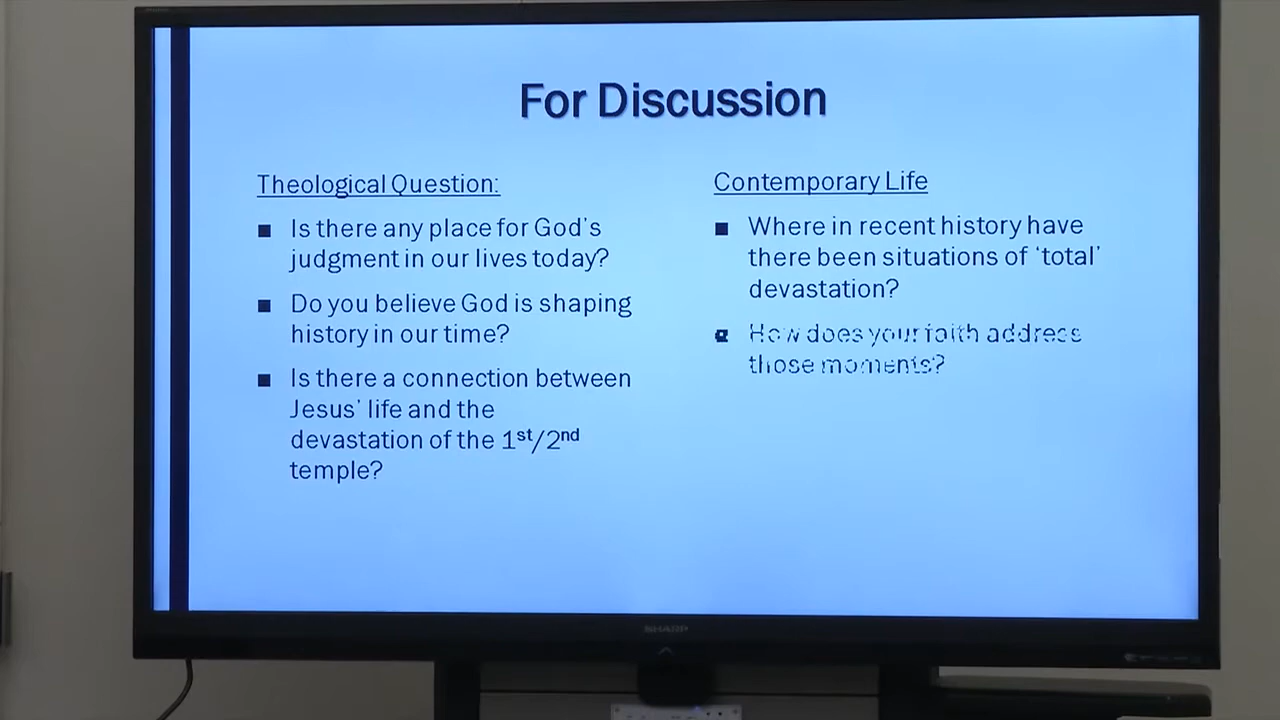 For Discussion
Theological Question:
Is there any place for God's
judgment in our lives today?
Do you believe God is shaping
history in our time?
Is there a connection between
Jesus' life and the
devastation of the 1st/2nd
temple?
Contemporary Life
Where in recent history have
there been situations of 'total'
devastation?
How does your faith address
those moments?
SHARP